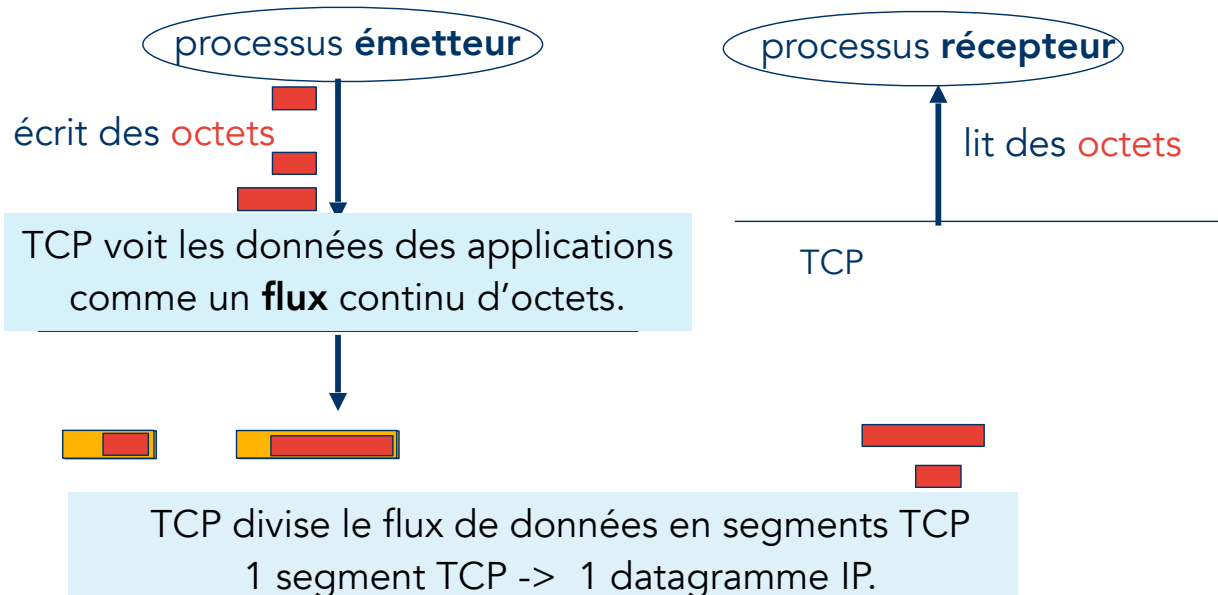 processus émetteur
processus récepteur
écrit des octets
lit des octets
TCP voit les données des applications
comme un flux continu d'octets.
TCP
TCP divise le flux de données en segments TCP
1 segment TCP -> 1 datagramme IP.